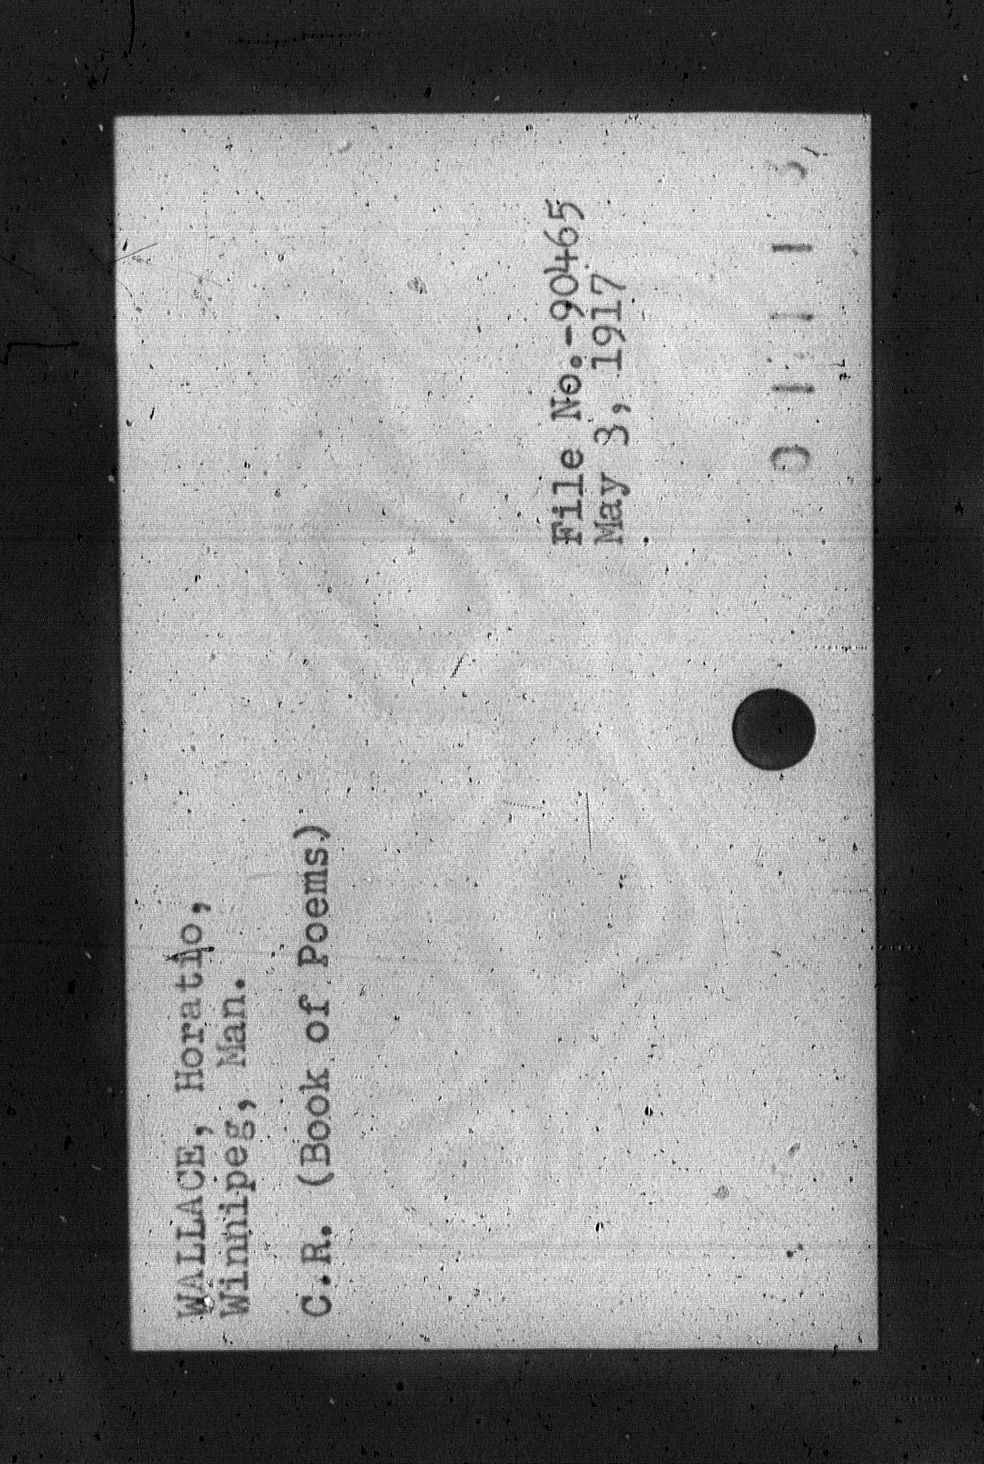 WALLACE, Horatio,
Winnipeg, Man.
C.R. (Book of Poems)
File No.-90465
May 3, 1917